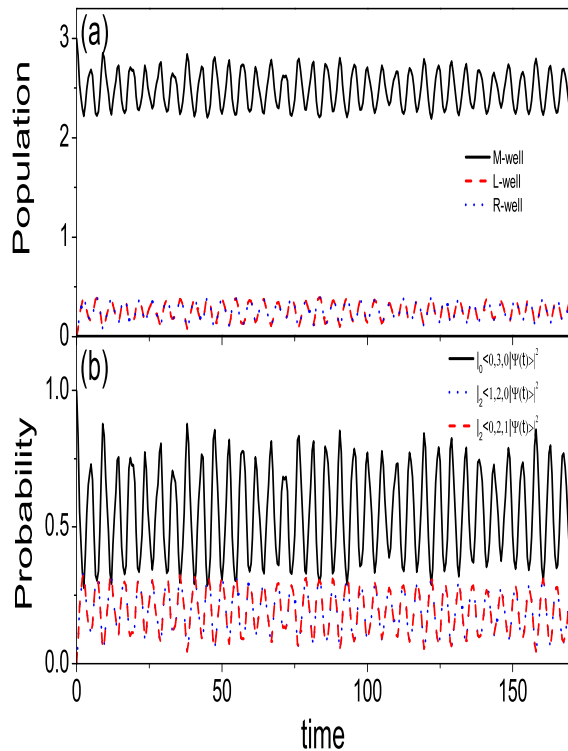 (a)
3
2
1
0
Population
M-well
L-well
R-well
(b)
1.0
0.5
0.0
Probability
|₀<0,3,0|Ψ(t)>|²
|₂<1,2,0|Ψ(t)>|²
|₂<0,2,1|Ψ(t)>|²
0 50 100 150
time